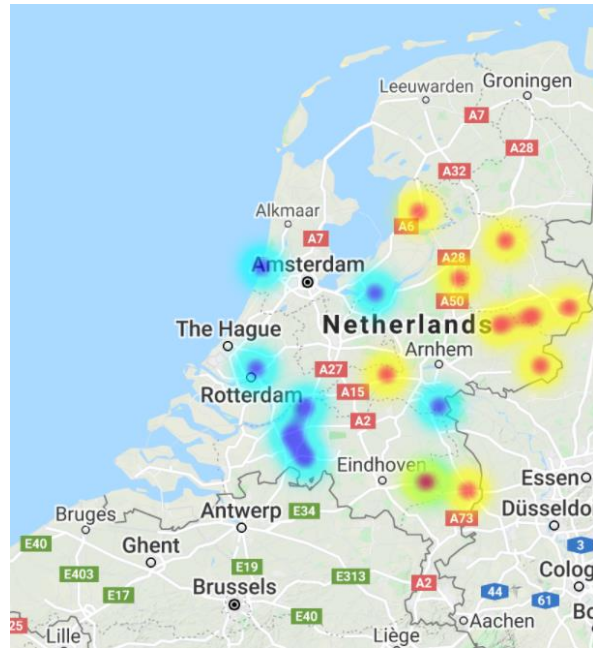 Leeuwarden
Groningen
A7
A28
A32
Alkmaar
A6
A7
A28
Amsterdam
A50
Netherlands
The Hague
Arnhem
A27
Rotterdam
A15
A2
Eindhoven
Essen
E34
A73
Düsseldo
Bruges
Antwerp
E40
Ghent
3
E19
Colog
E403
E313
A2
E17
Brussels
44
61
E40
Aachen
Bo
25
Lille
Liège